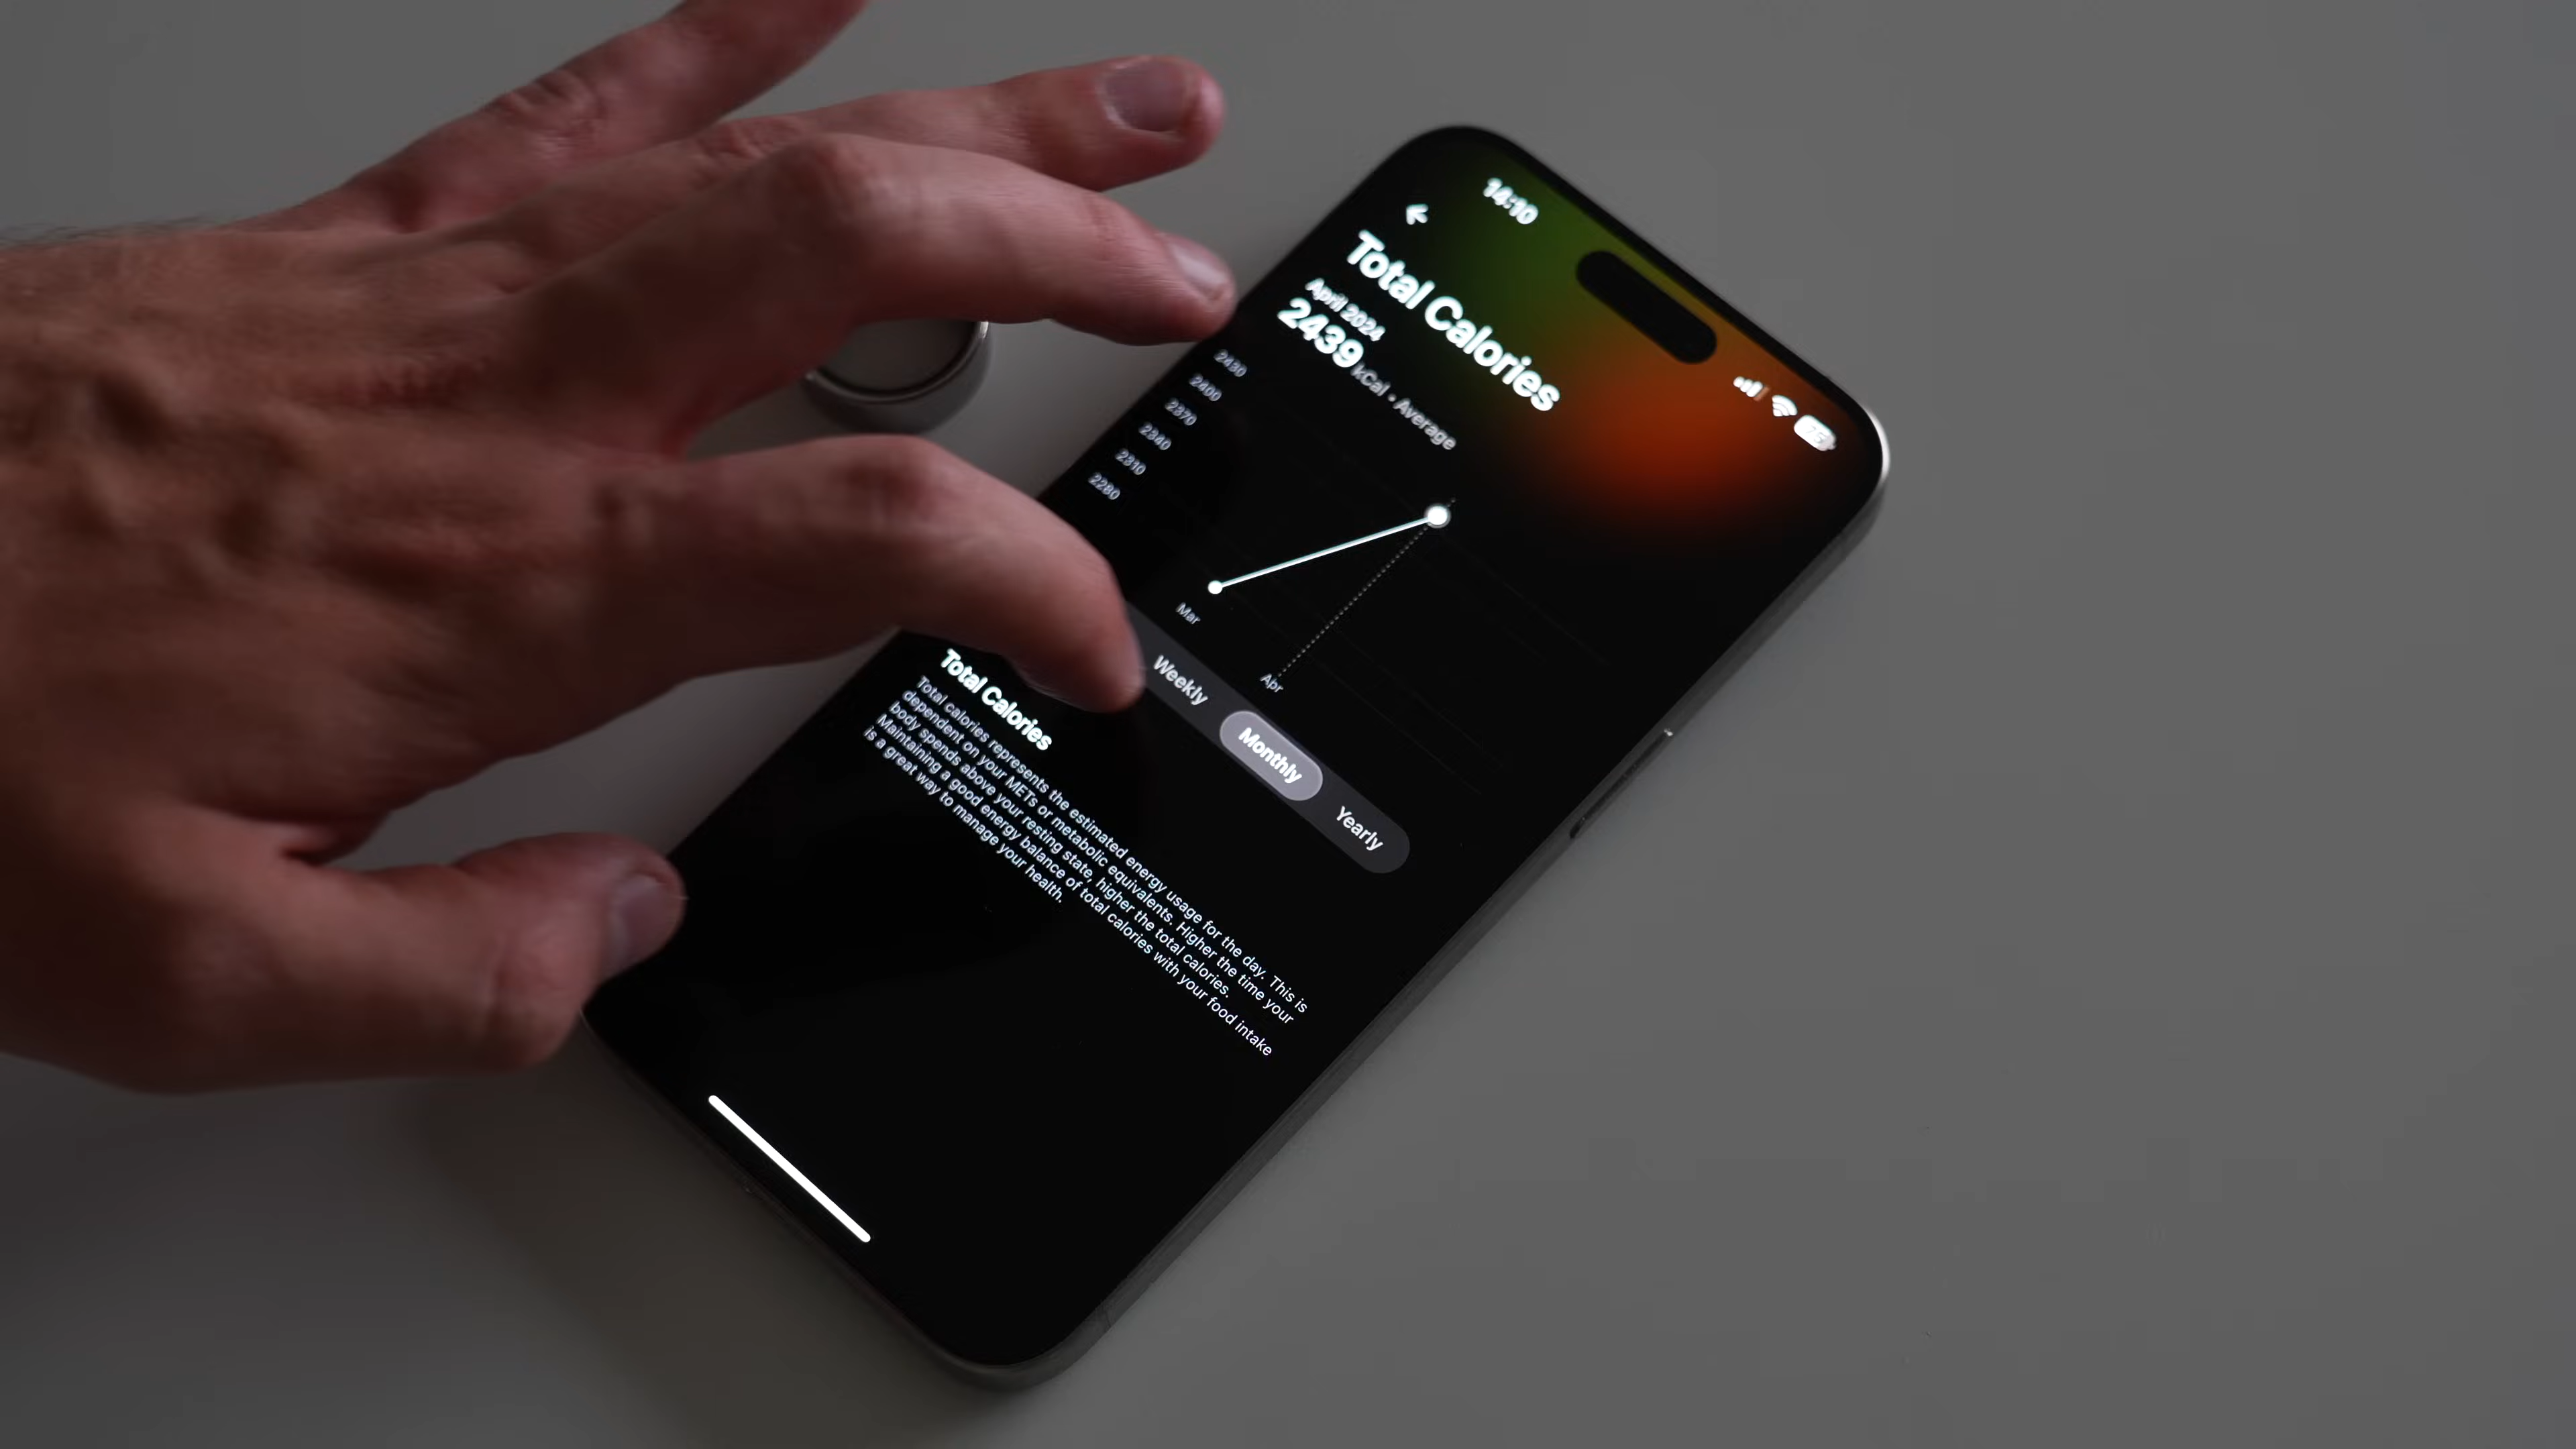 14:10
75
Total Calories
April 2024
2439 kCal • Average
2430
2400
2370
2340
2310
2280
Mar
Apr
Weekly
Monthly
Yearly
Total Calories
Total calories represents the estimated energy usage for the day. This is
dependent on your METs or metabolic equivalents. Higher the time your
body spends above your resting state, higher the total calories.
Maintaining a good energy balance of total calories with your food intake
is a great way to manage your health.